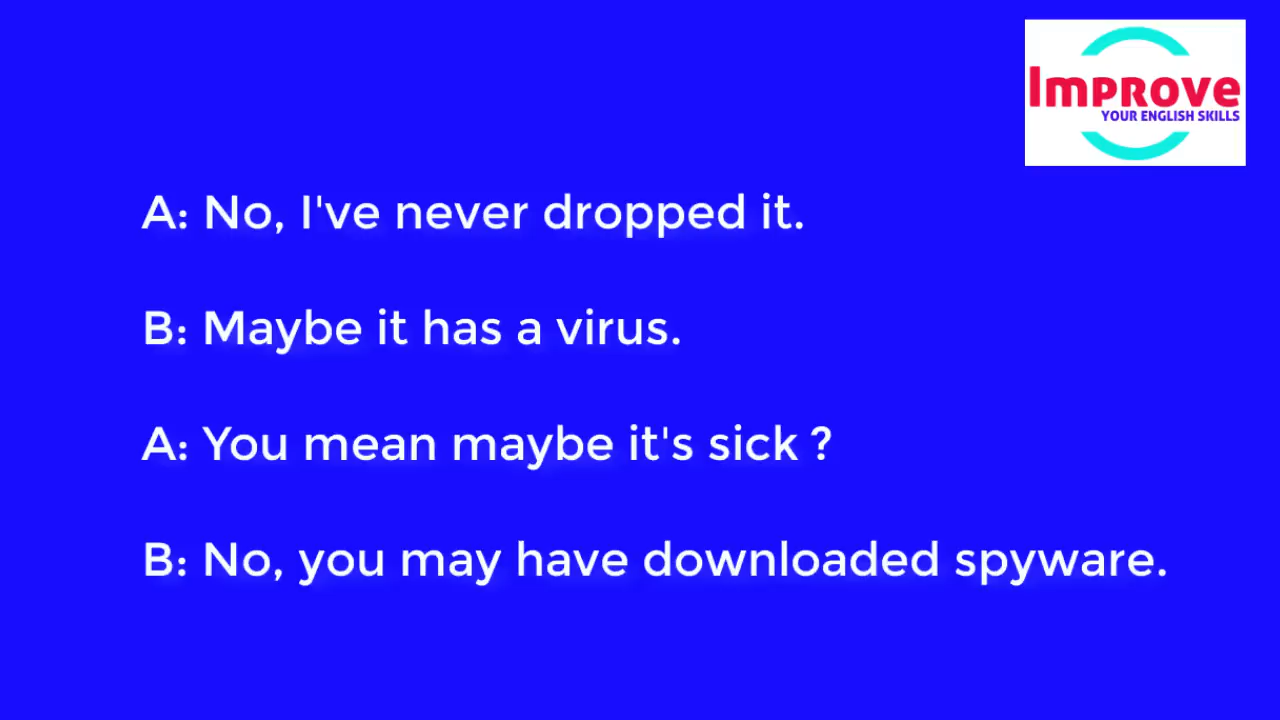 Improve
YOUR ENGLISH SKILLS
A: No, I've never dropped it.
B: Maybe it has a virus.
A: You mean maybe it's sick ?
B: No, you may have downloaded spyware.